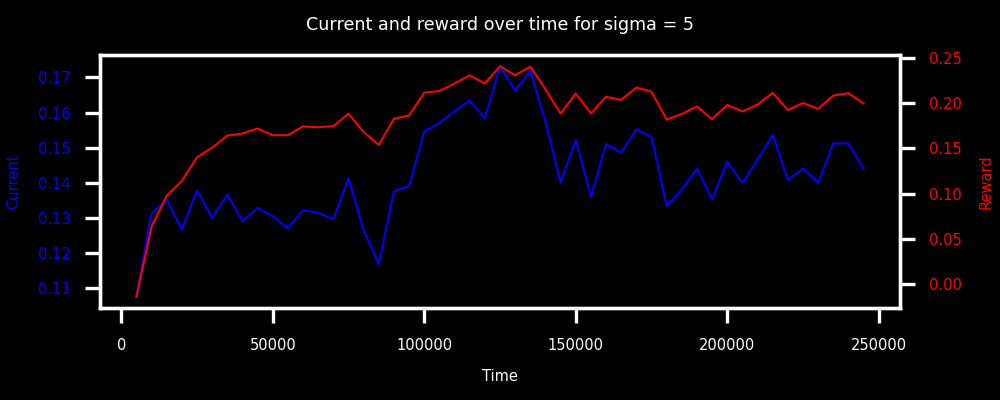 Current and reward over time for sigma = 5
Current
0.17
0.16
0.15
0.14
0.13
0.12
0.11
0.25
0.20
0.15
0.10
0.05
0.00
Reward
0 50000 100000 150000 200000 250000
Time